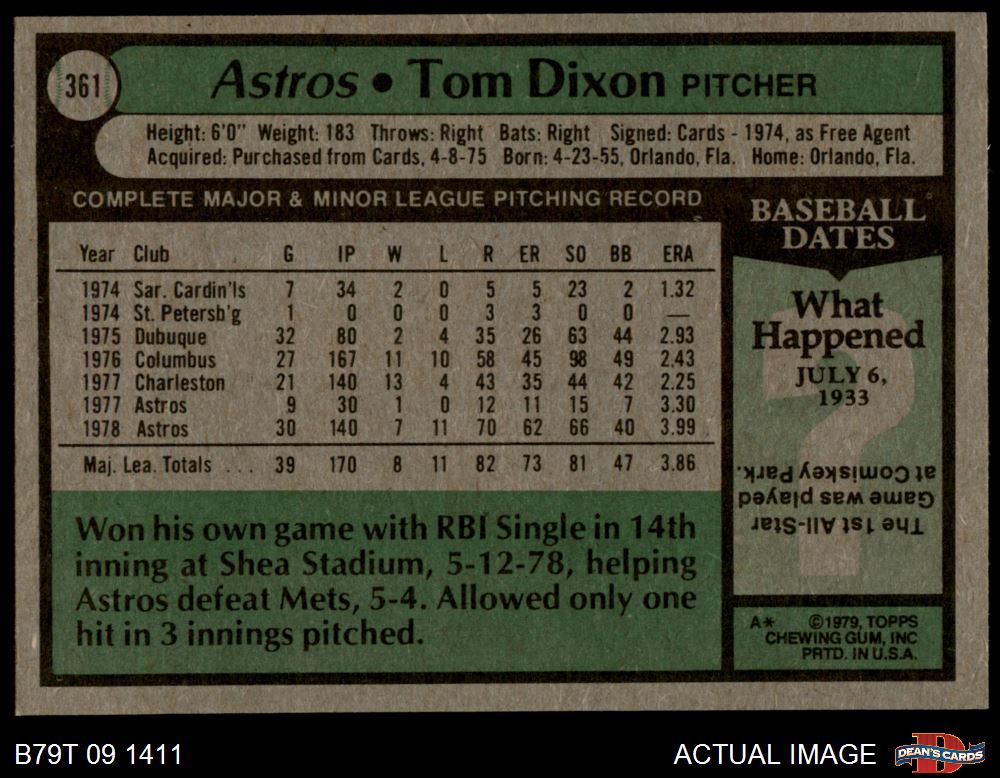 361
Astros • Tom Dixon PITCHER
Height: 6'0" Weight: 183 Throws: Right Bats: Right Signed: Cards - 1974, as Free Agent
Acquired: Purchased from Cards, 4-8-75 Born: 4-23-55, Orlando, Fla. Home: Orlando, Fla.
COMPLETE MAJOR & MINOR LEAGUE PITCHING RECORD
Year Club G IP W L R ER SO BB ERA
1974 Sar. Cardin'ls 7 34 2 0 5 5 23 2 1.32
1974 St. Petersb'g 1 0 0 0 3 3 0 0 —
1975 Dubuque 32 80 2 4 35 26 63 44 2.93
1976 Columbus 27 167 11 10 58 45 98 49 2.43
1977 Charleston 21 140 13 4 43 35 44 42 2.25
1977 Astros 9 30 1 0 12 11 15 7 3.30
1978 Astros 30 140 7 11 70 62 66 40 3.99
Maj. Lea. Totals ... 39 170 8 11 82 73 81 47 3.86
Won his own game with RBI Single in 14th
inning at Shea Stadium, 5-12-78, helping
Astros defeat Mets, 5-4. Allowed only one
hit in 3 innings pitched.
BASEBALL
DATES
What
Happened
JULY 6,
1933
?
The 1st All-Star
Game was played
at Comiskey Park.
A* ©1979, TOPPS
CHEWING GUM, INC
PRTD. IN U.S.A.
B79T 09 1411
ACTUAL IMAGE
D
DEAN'S CARDS